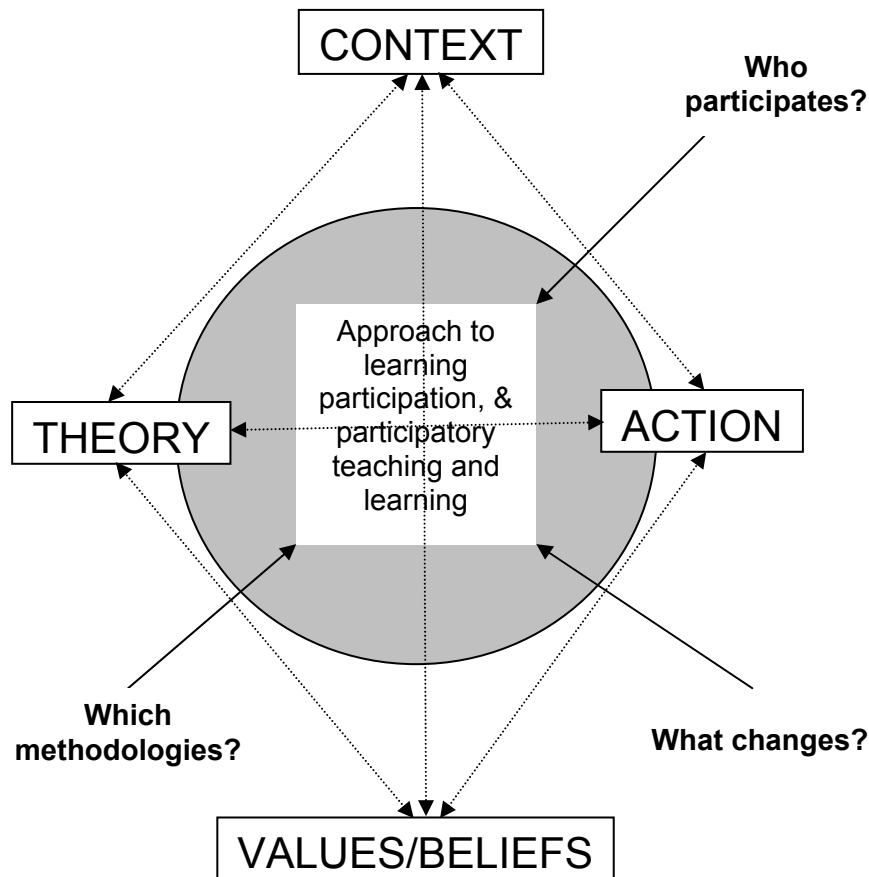 CONTEXT
Who
participates?
Approach to
learning
participation, &
participatory
teaching and
learning
THEORY
ACTION
Which
methodologies?
What changes?
VALUES/BELIEFS